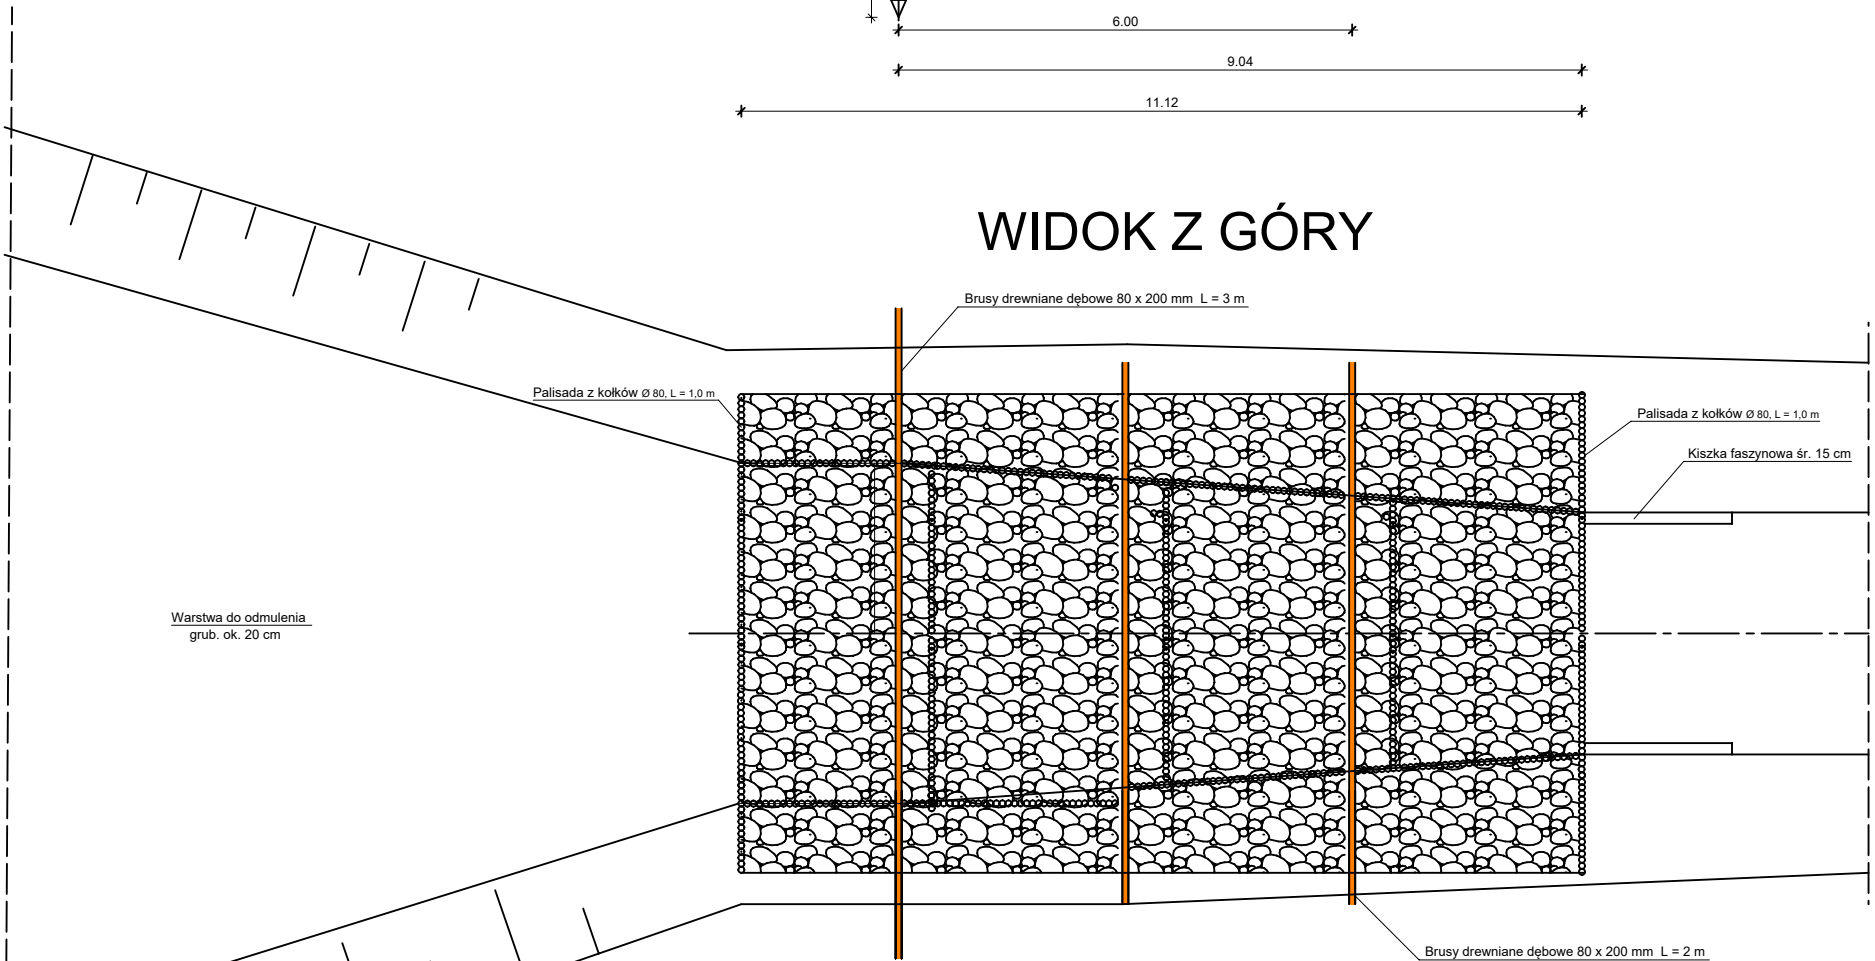 6.00
9.04
11.12
WIDOK Z GÓRY
Brusy drewniane dębowe 80 x 200 mm L = 3 m
Palisada z kołków Ø 80, L = 1,0 m
Palisada z kołków Ø 80, L = 1,0 m
Kiszka faszynowa śr. 15 cm
Warstwa do odmulenia
grub. ok. 20 cm
Brusy drewniane dębowe 80 x 200 mm L = 2 m